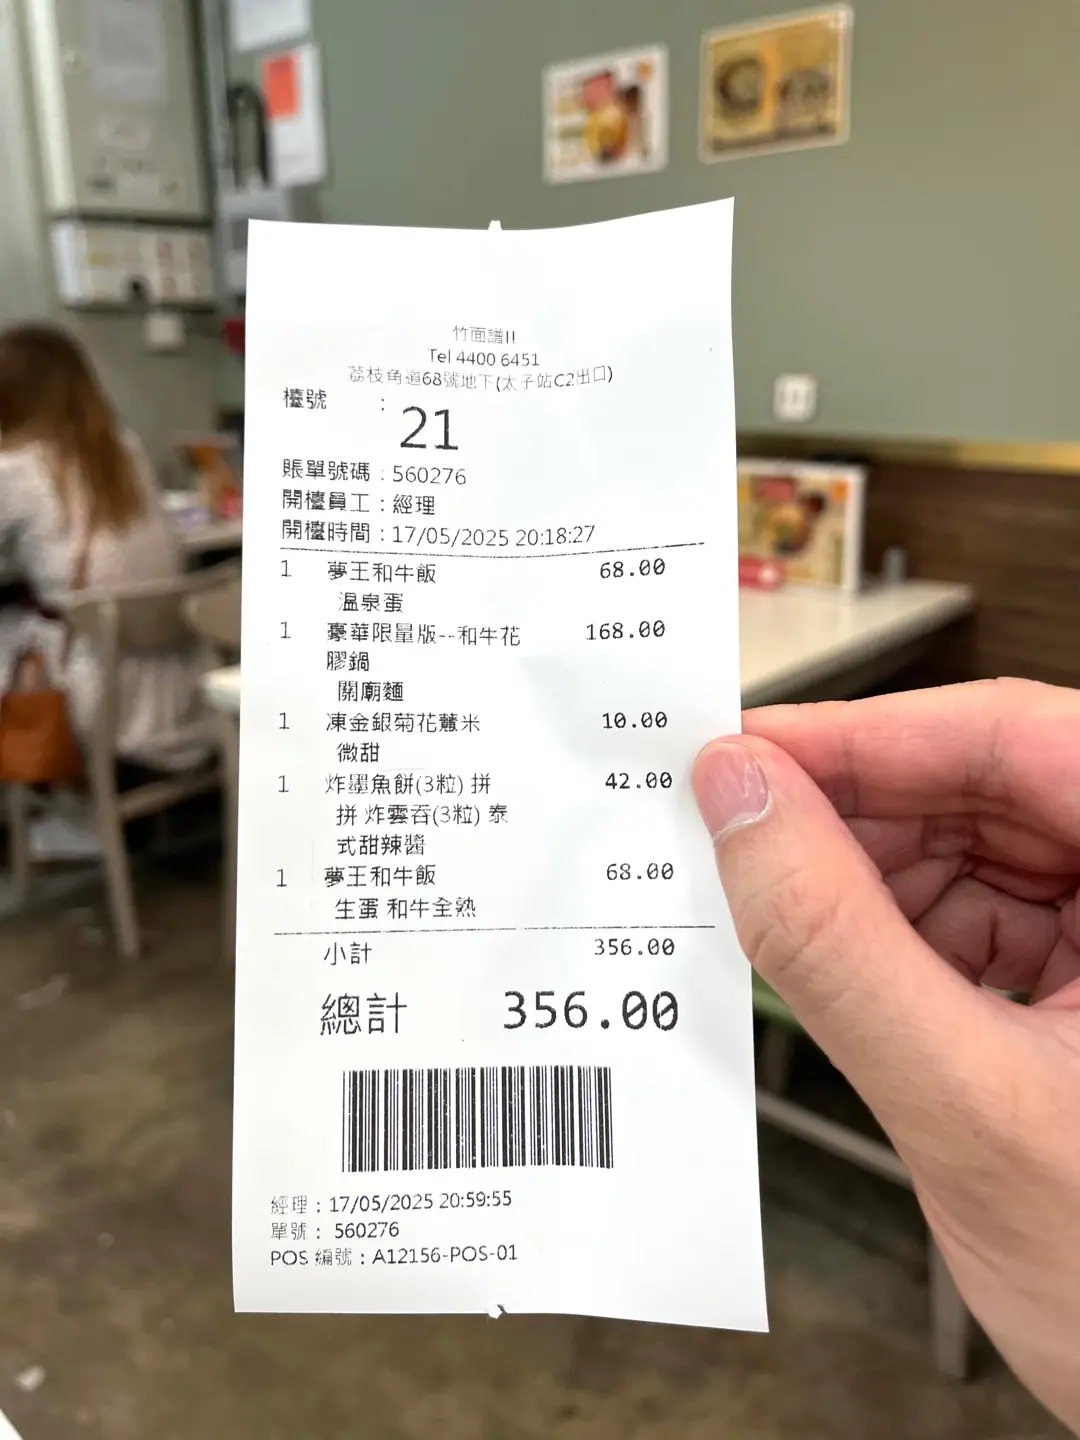 竹面譜II
Tel 4400 6451
荔枝角道68號地下(太子站C2出口)
檯號 : 21
賬單號碼 : 560276
開檯員工 : 經理
開檯時間 : 17/05/2025 20:18:27
1 夢王和牛飯 68.00
溫泉蛋
1 豪華限量版--和牛花 168.00
膠鍋
關廟麵
1 凍金銀菊花薏米 10.00
微甜
1 炸墨魚餅(3粒) 拼 42.00
拼 炸雲吞(3粒) 泰
式甜辣醬
1 夢王和牛飯 68.00
生蛋 和牛全熟
小計 356.00
總計 356.00
經理 : 17/05/2025 20:59:55
單號 : 560276
POS 編號 : A12156-POS-01